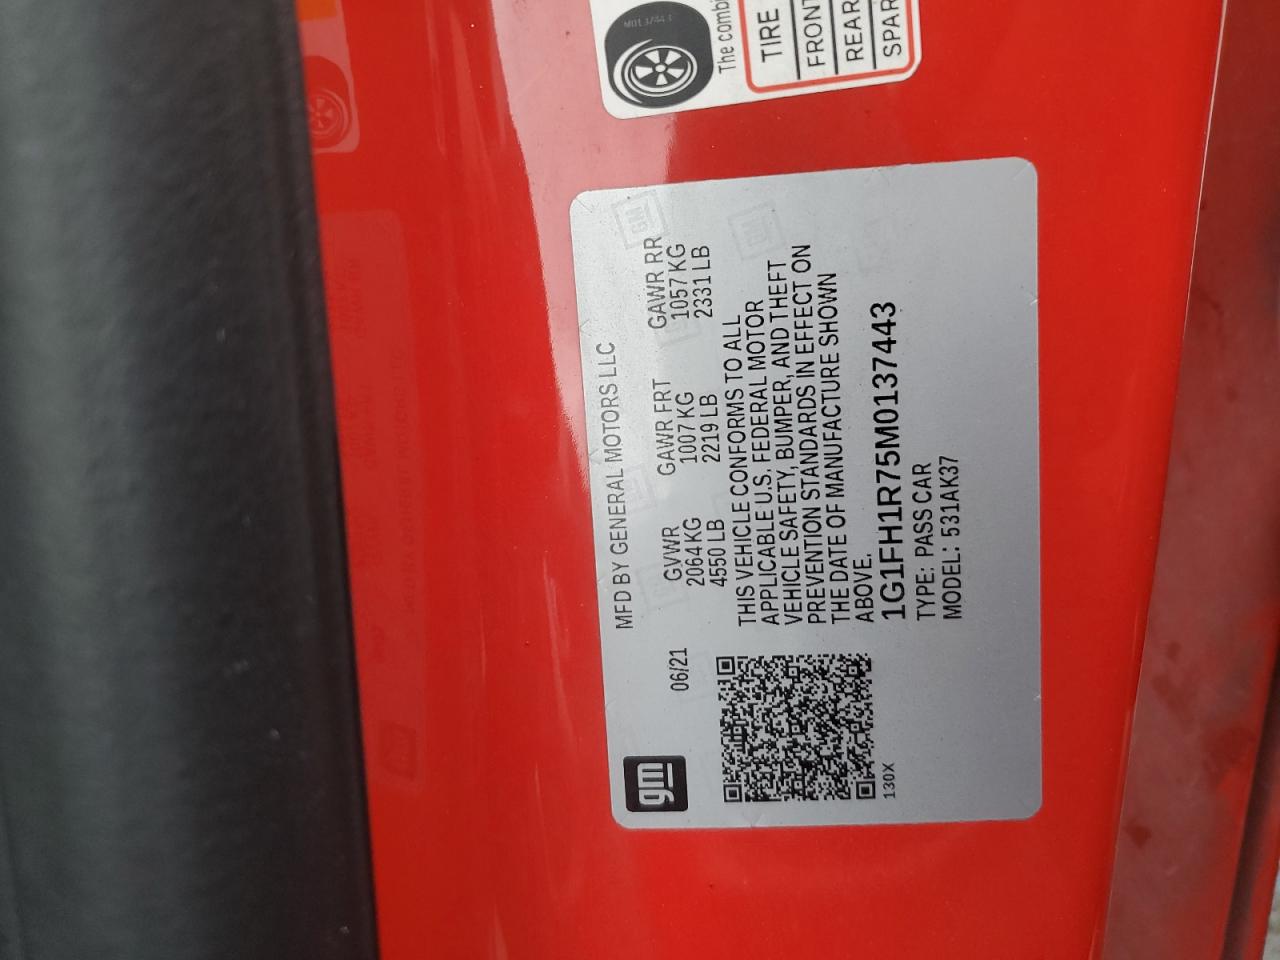 gm
MFD BY GENERAL MOTORS LLC
06/21
GVWR
2064 KG
4550 LB
GAWR FRT
1007 KG
2219 LB
GAWR RR
1057 KG
2331 LB
THIS VEHICLE CONFORMS TO ALL
APPLICABLE U.S. FEDERAL MOTOR
VEHICLE SAFETY, BUMPER, AND THEFT
PREVENTION STANDARDS IN EFFECT ON
THE DATE OF MANUFACTURE SHOWN
ABOVE.
1G1FH1R75M0137443
TYPE: PASS CAR
MODEL: 531AK37
130X
The combi
TIRE
FRONT
REAR
SPAR